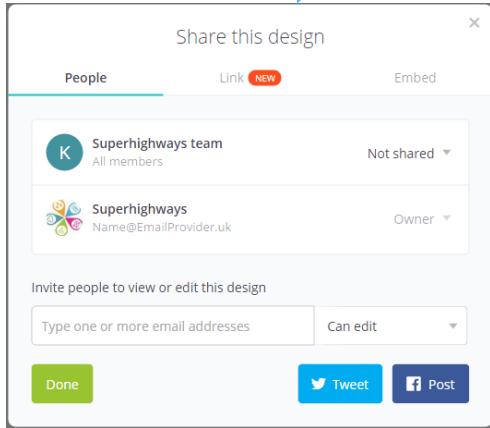 ×
Share this design
People Link NEW Embed
K
Superhighways team
All members
Not shared
Superhighways
Name@EmailProvider.uk
Owner
Invite people to view or edit this design
Type one or more email addresses
Can edit
Done
Tweet
Post